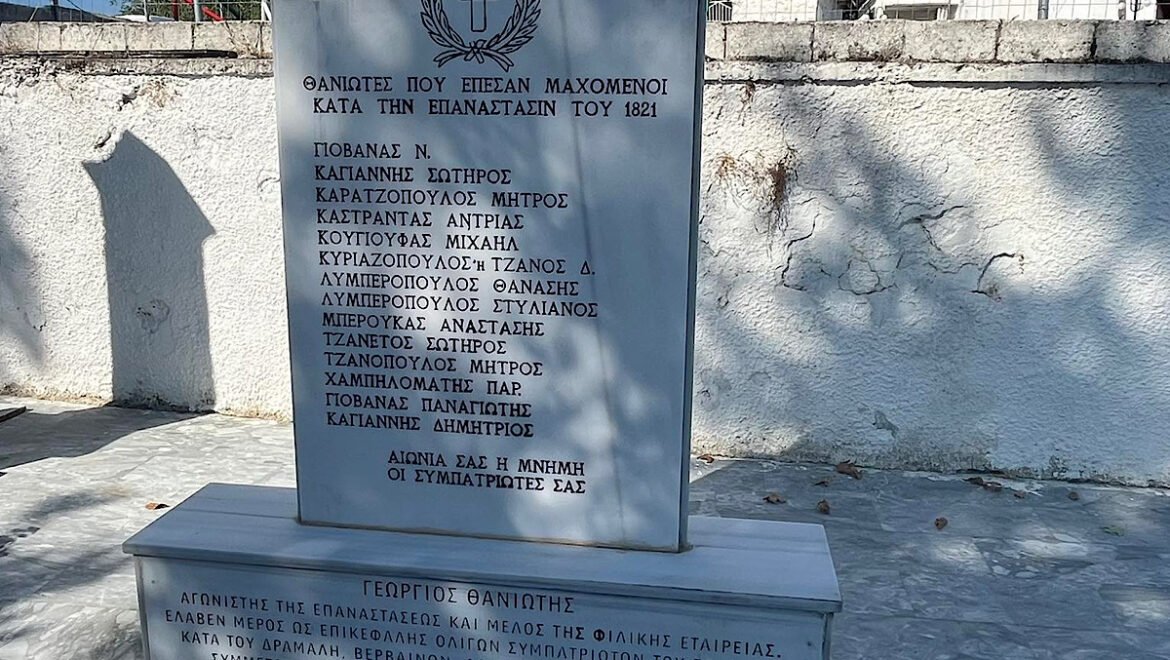 ΘΑΝΙΩΤΕΣ ΠΟΥ ΕΠΕΣΑΝ ΜΑΧΟΜΕΝΟΙ
ΚΑΤΑ ΤΗΝ ΕΠΑΝΑΣΤΑΣΙΝ ΤΟΥ 1821
ΓΙΟΒΑΝΑΣ Ν.
ΚΑΓΙΑΝΝΗΣ ΣΩΤΗΡΟΣ
ΚΑΡΑΤΖΟΠΟΥΛΟΣ ΜΗΤΡΟΣ
ΚΑΣΤΡΑΝΤΑΣ ΑΝΤΡΙΑΣ
ΚΟΥΓΙΟΥΦΑΣ ΜΙΧΑΗΛ
ΚΥΡΙΑΖΟΠΟΥΛΟΣ ή ΤΖΑΝΟΣ Δ.
ΛΥΜΠΕΡΟΠΟΥΛΟΣ ΘΑΝΑΣΗΣ
ΛΥΜΠΕΡΟΠΟΥΛΟΣ ΣΤΥΛΙΑΝΟΣ
ΜΠΕΡΟΥΚΑΣ ΑΝΑΣΤΑΣΗΣ
ΤΖΑΝΕΤΟΣ ΣΩΤΗΡΟΣ
ΤΖΑΝΟΠΟΥΛΟΣ ΜΗΤΡΟΣ
ΧΑΜΠΗΛΟΜΑΤΗΣ ΠΑΡ.
ΓΙΟΒΑΝΑΣ ΠΑΝΑΓΙΩΤΗΣ
ΚΑΓΙΑΝΝΗΣ ΔΗΜΗΤΡΙΟΣ
ΑΙΩΝΙΑ ΣΑΣ Η ΜΝΗΜΗ
ΟΙ ΣΥΜΠΑΤΡΙΩΤΕΣ ΣΑΣ
ΓΕΩΡΓΙΟΣ ΘΑΝΙΩΤΗΣ
ΑΓΩΝΙΣΤΗΣ ΤΗΣ ΕΠΑΝΑΣΤΑΣΕΩΣ ΚΑΙ ΜΕΛΟΣ ΤΗΣ ΦΙΛΙΚΗΣ ΕΤΑΙΡΕΙΑΣ.
ΕΛΑΒΕΝ ΜΕΡΟΣ ΩΣ ΕΠΙΚΕΦΛΛΗΣ ΟΛΙΓΩΝ ΣΥΜΠΛΤΡΙΩΤΩΝ
ΚΑΤΑ ΤΟΥ ΔΡΑΜΑΛΗ, ΒΕΡΒΑΙΝΩΝ,